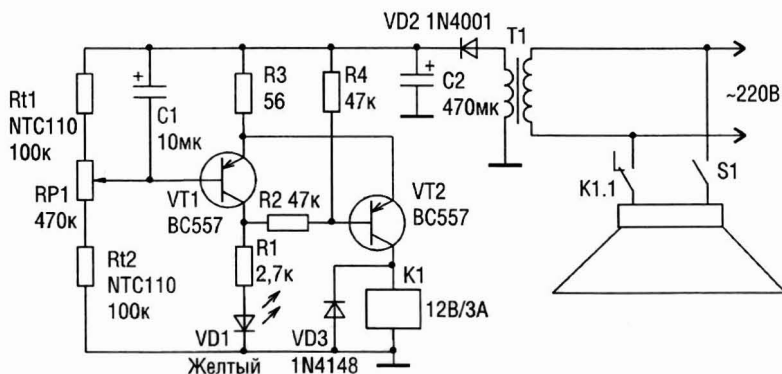 VD2 1N4001
T1
Rt1
NTC110
100к
+
C1
10мк
R3
56
R4
47к
+
C2
470мк
~220В
RP1
470к
VT1
BC557
R2 47к
VT2
BC557
K1.1
S1
Rt2
NTC110
100к
R1
2,7к
K1
12В/3А
VD1
Желтый
VD3
1N4148